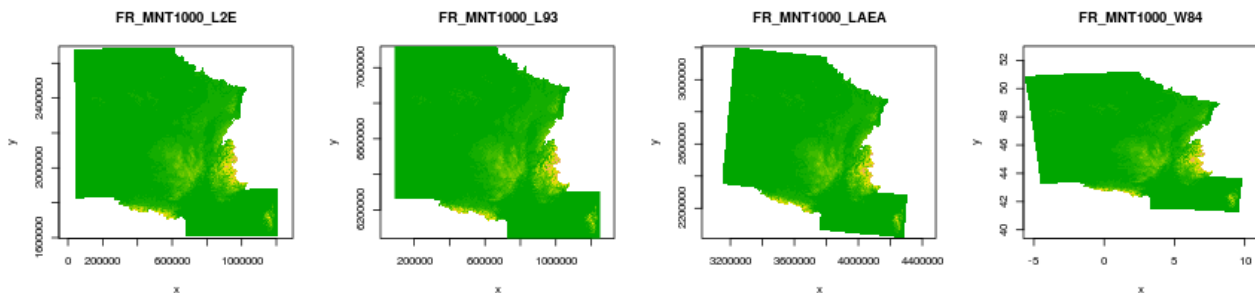 FR_MNT1000_L2E
y
1600000 2000000 2400000
0 200000 600000 1000000
x
FR_MNT1000_L93
y
6200000 6600000 7000000
200000 600000 1000000
x
FR_MNT1000_LAEA
y
2200000 2600000 3000000
3200000 3600000 4000000 4400000
x
FR_MNT1000_W84
y
40 42 44 46 48 50 52
-5 0 5 10
x